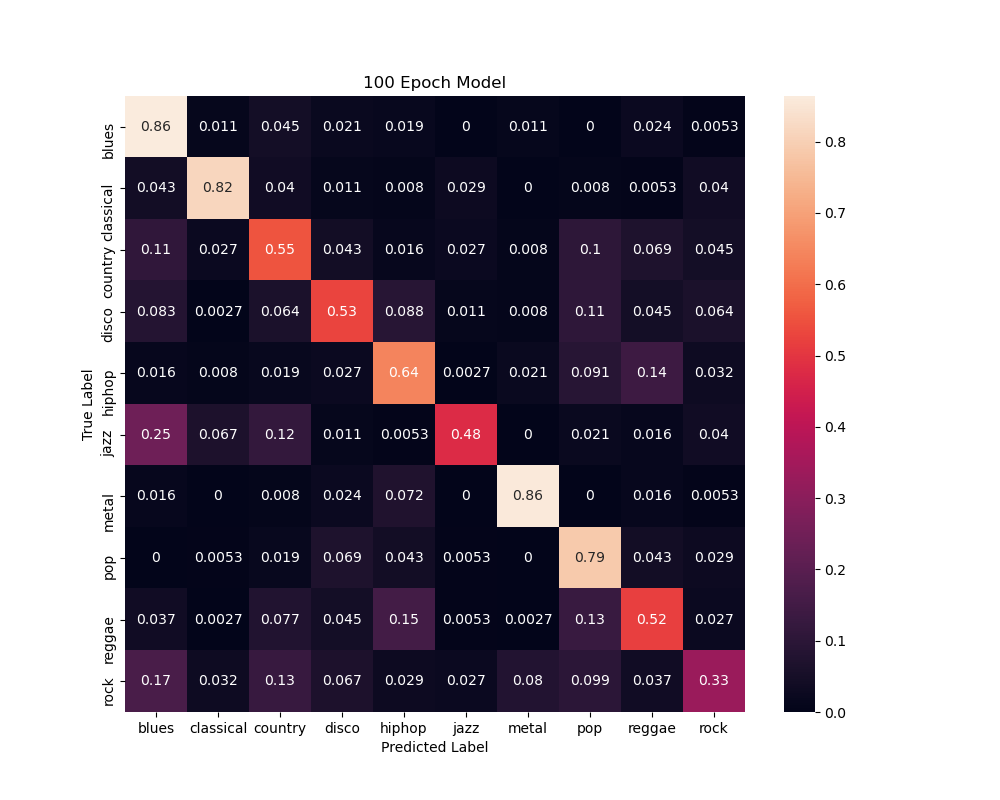 100 Epoch Model
True Label
blues 0.86 0.011 0.045 0.021 0.019 0 0.011 0 0.024 0.0053
classical 0.043 0.82 0.04 0.011 0.008 0.029 0 0.008 0.0053 0.04
country 0.11 0.027 0.55 0.043 0.016 0.027 0.008 0.1 0.069 0.045
disco 0.083 0.0027 0.064 0.53 0.088 0.011 0.008 0.11 0.045 0.064
hiphop 0.016 0.008 0.019 0.027 0.64 0.0027 0.021 0.091 0.14 0.032
jazz 0.25 0.067 0.12 0.011 0.0053 0.48 0 0.021 0.016 0.04
metal 0.016 0 0.008 0.024 0.072 0 0.86 0 0.016 0.0053
pop 0 0.0053 0.019 0.069 0.043 0.0053 0 0.79 0.043 0.029
reggae 0.037 0.0027 0.077 0.045 0.15 0.0053 0.0027 0.13 0.52 0.027
rock 0.17 0.032 0.13 0.067 0.029 0.027 0.08 0.099 0.037 0.33
blues classical country disco hiphop jazz metal pop reggae rock
Predicted Label
0.8
0.7
0.6
0.5
0.4
0.3
0.2
0.1
0.0